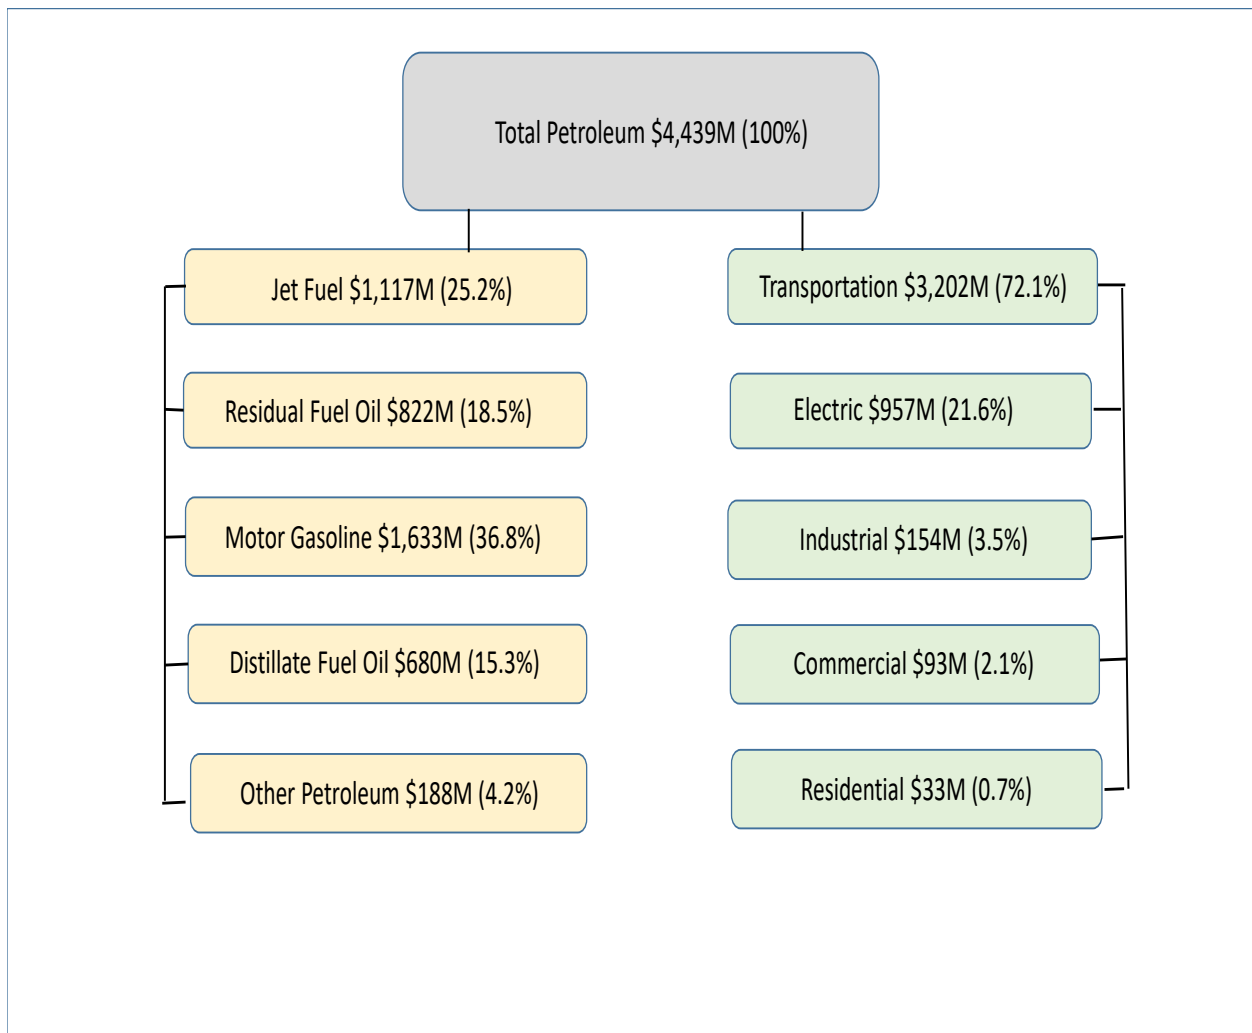 Total Petroleum $4,439M (100%)
Jet Fuel $1,117M (25.2%)
Residual Fuel Oil $822M (18.5%)
Motor Gasoline $1,633M (36.8%)
Distillate Fuel Oil $680M (15.3%)
Other Petroleum $188M (4.2%)
Transportation $3,202M (72.1%)
Electric $957M (21.6%)
Industrial $154M (3.5%)
Commercial $93M (2.1%)
Residential $33M (0.7%)